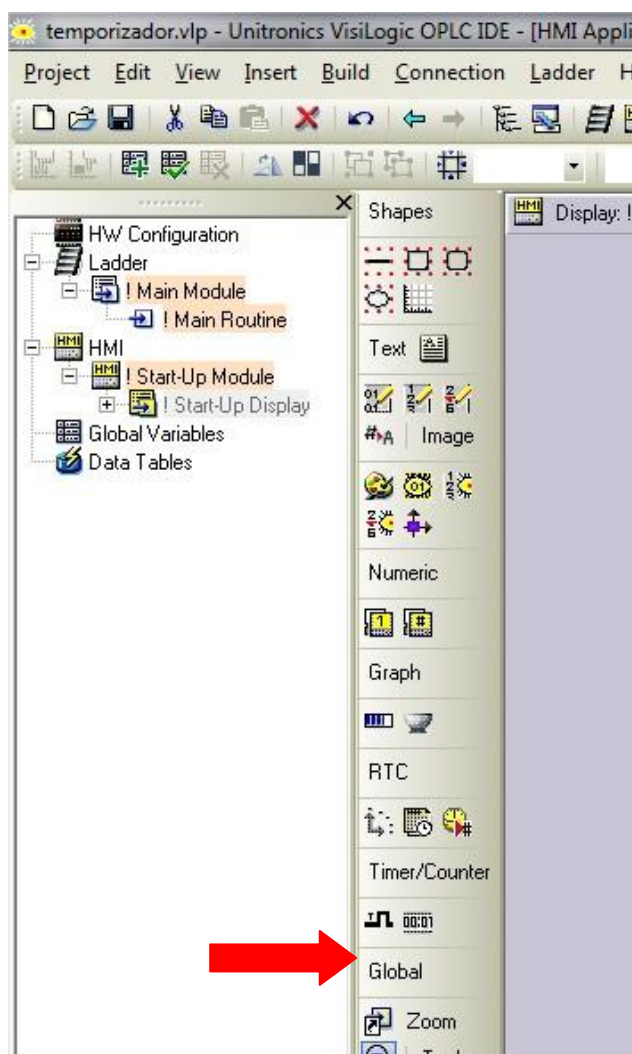 temporizador.vlp - Unitronics VisiLogic OPLC IDE - [HMI Appli
Project Edit View Insert Build Connection Ladder H
HW Configuration
Ladder
! Main Module
! Main Routine
HMI
! Start-Up Module
! Start-Up Display
Global Variables
Data Tables
Shapes
Text
Image
Numeric
Graph
RTC
Timer/Counter
Global
Zoom
HMI Display: !